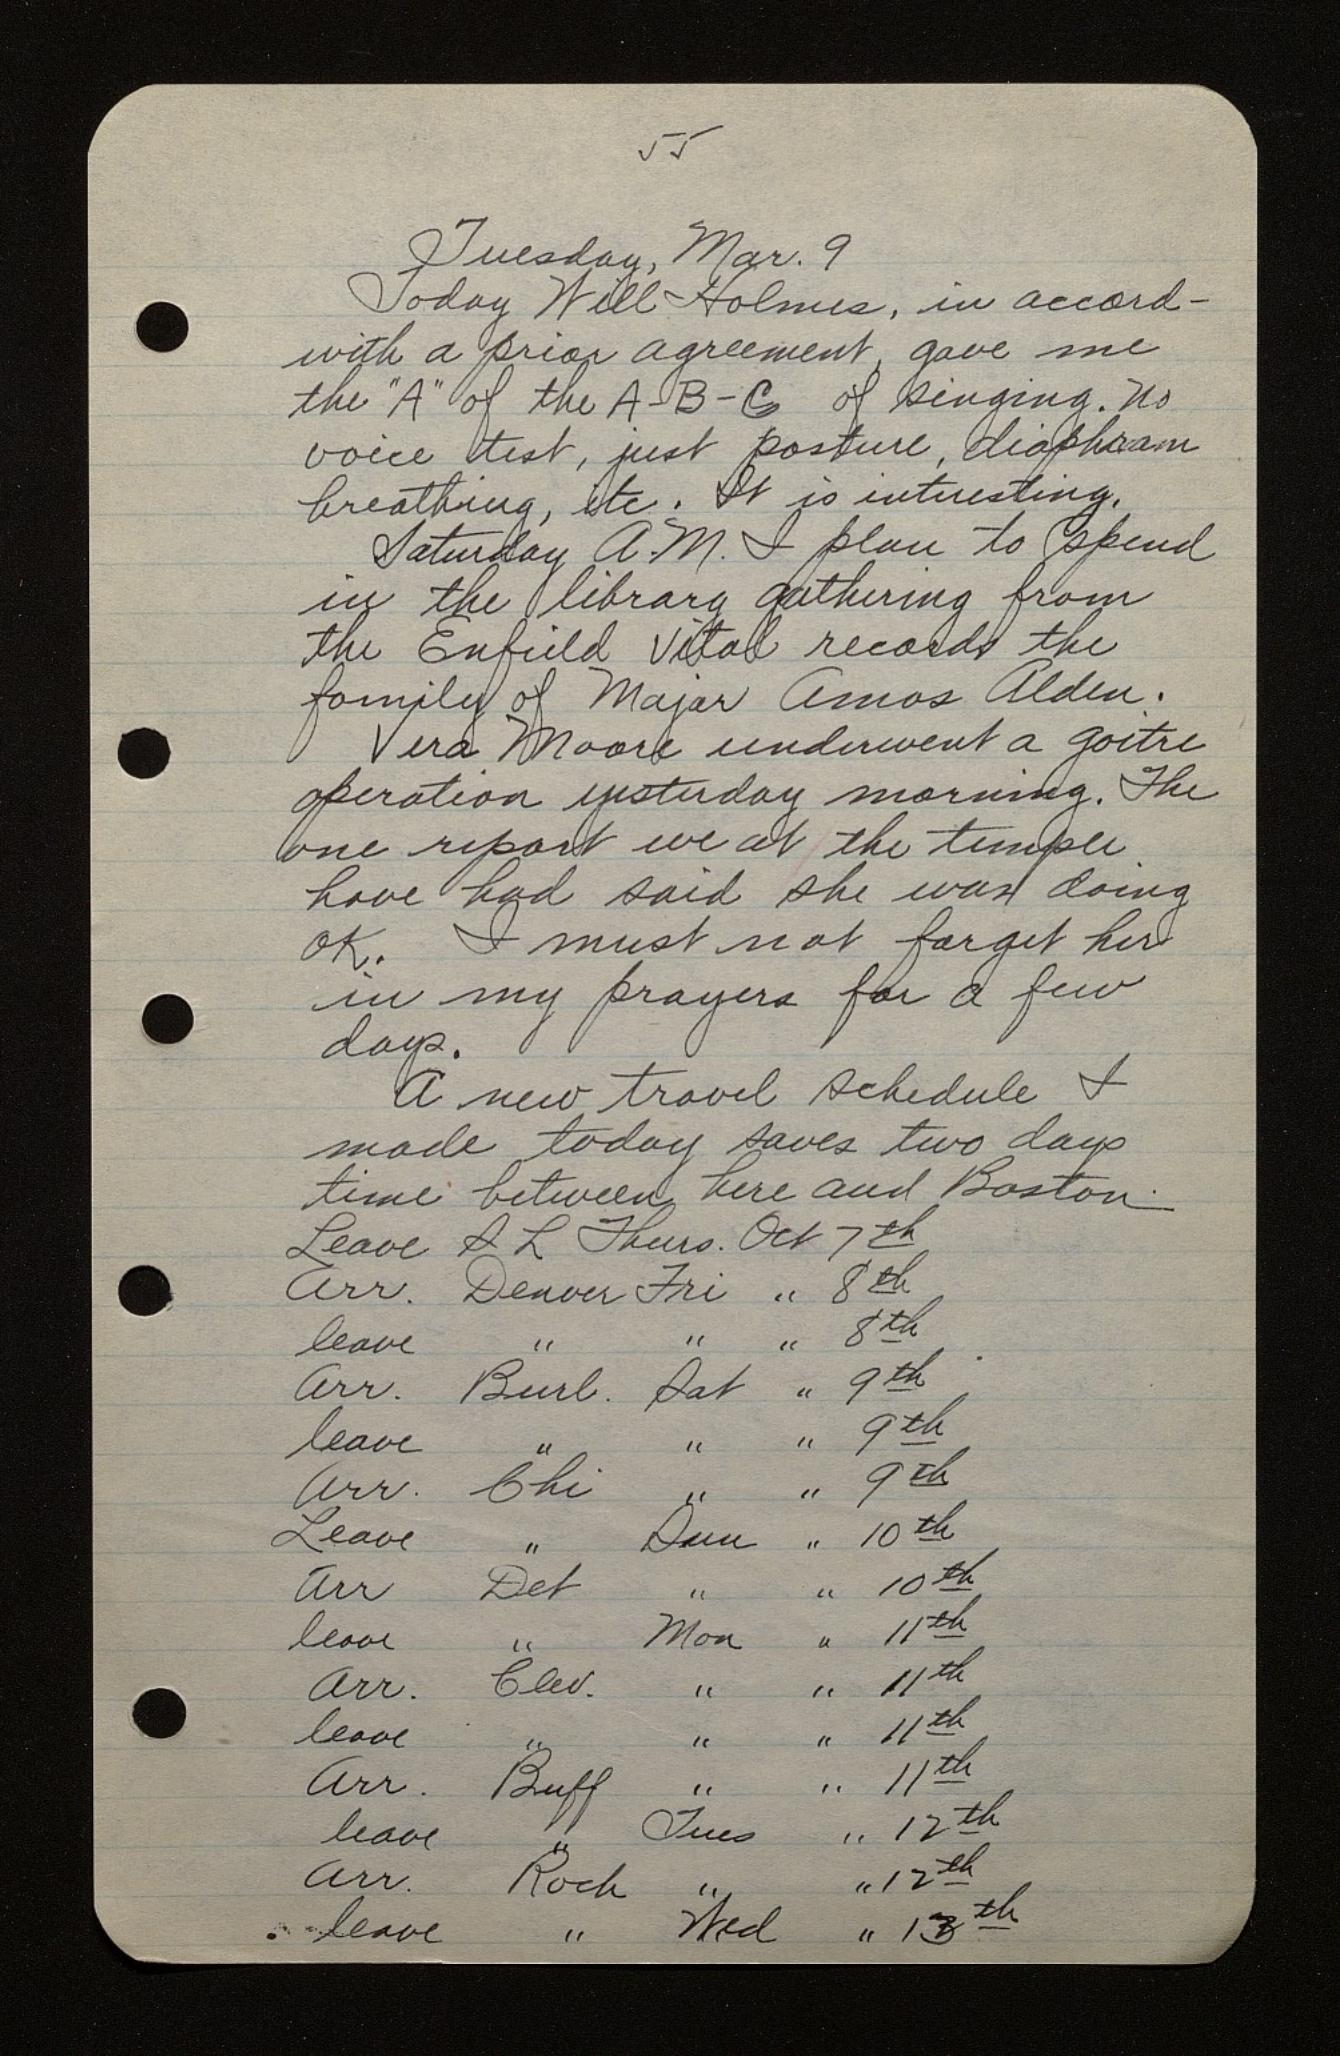 55
Tuesday, Mar. 9
Today Will Holmes, in accord-
with a prior agreement, gave me
the "A" of the A-B-C of singing. No
voice test, just posture, diaphram
breathing, etc. It is interesting.
Saturday A.M. I plan to spend
in the library gathering from
the Enfield Vital records the
family of Major Amos Alden.
Vera Moore underwent a goitre
operation yesterday morning. The
one report we at the temple
have had said she was doing
OK. I must not forget her
in my prayers for a few
days.
A new travel schedule I
made today saves two days
time between here and Boston.
Leave S L Thurs. Oct 7th
Arr. Denver Fri " 8th
leave " " " 8th
Arr. Burl. Sat " 9th
leave " " " 9th
Arr. Chi " " 9th
Leave " Sun " 10th
Arr Det " " 10th
leave " Mon " 11th
Arr. Clev. " " 11th
leave " " " 11th
Arr. Buff " " 11th
leave " Tues " 12th
Arr. Roch " " 12th
leave " Wed " 13th